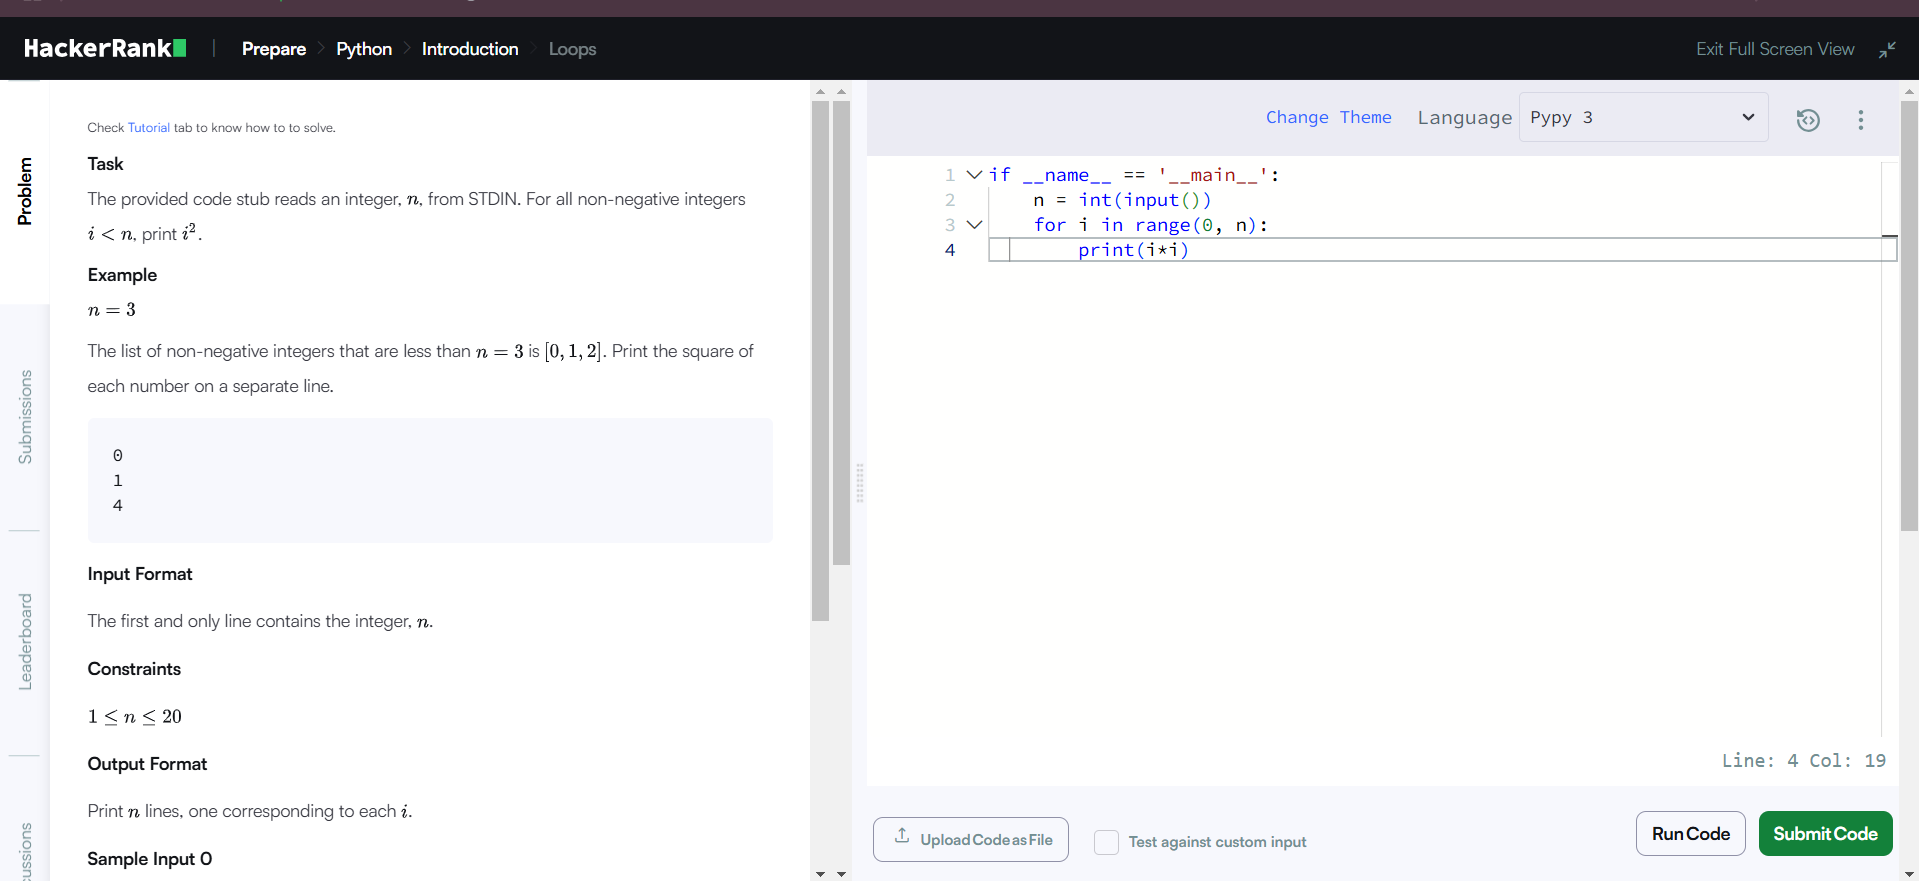 HackerRank
Prepare
Python
Introduction
Loops
Exit Full Screen View
Problem
Submissions
Leaderboard
cussions
Check Tutorial tab to know how to to solve.
Task
The provided code stub reads an integer, n, from STDIN. For all non-negative integers
i < n, print i².
Example
n = 3
The list of non-negative integers that are less than n = 3 is [0, 1, 2]. Print the square of
each number on a separate line.
0
1
4
Input Format
The first and only line contains the integer, n.
Constraints
1 ≤ n ≤ 20
Output Format
Print n lines, one corresponding to each i.
Sample Input 0
Change Theme
Language
Pypy 3
1 if __name__ == '__main__':
2     n = int(input())
3     for i in range(0, n):
4         print(i*i)
Line: 4 Col: 19
Upload Code as File
Test against custom input
Run Code
Submit Code